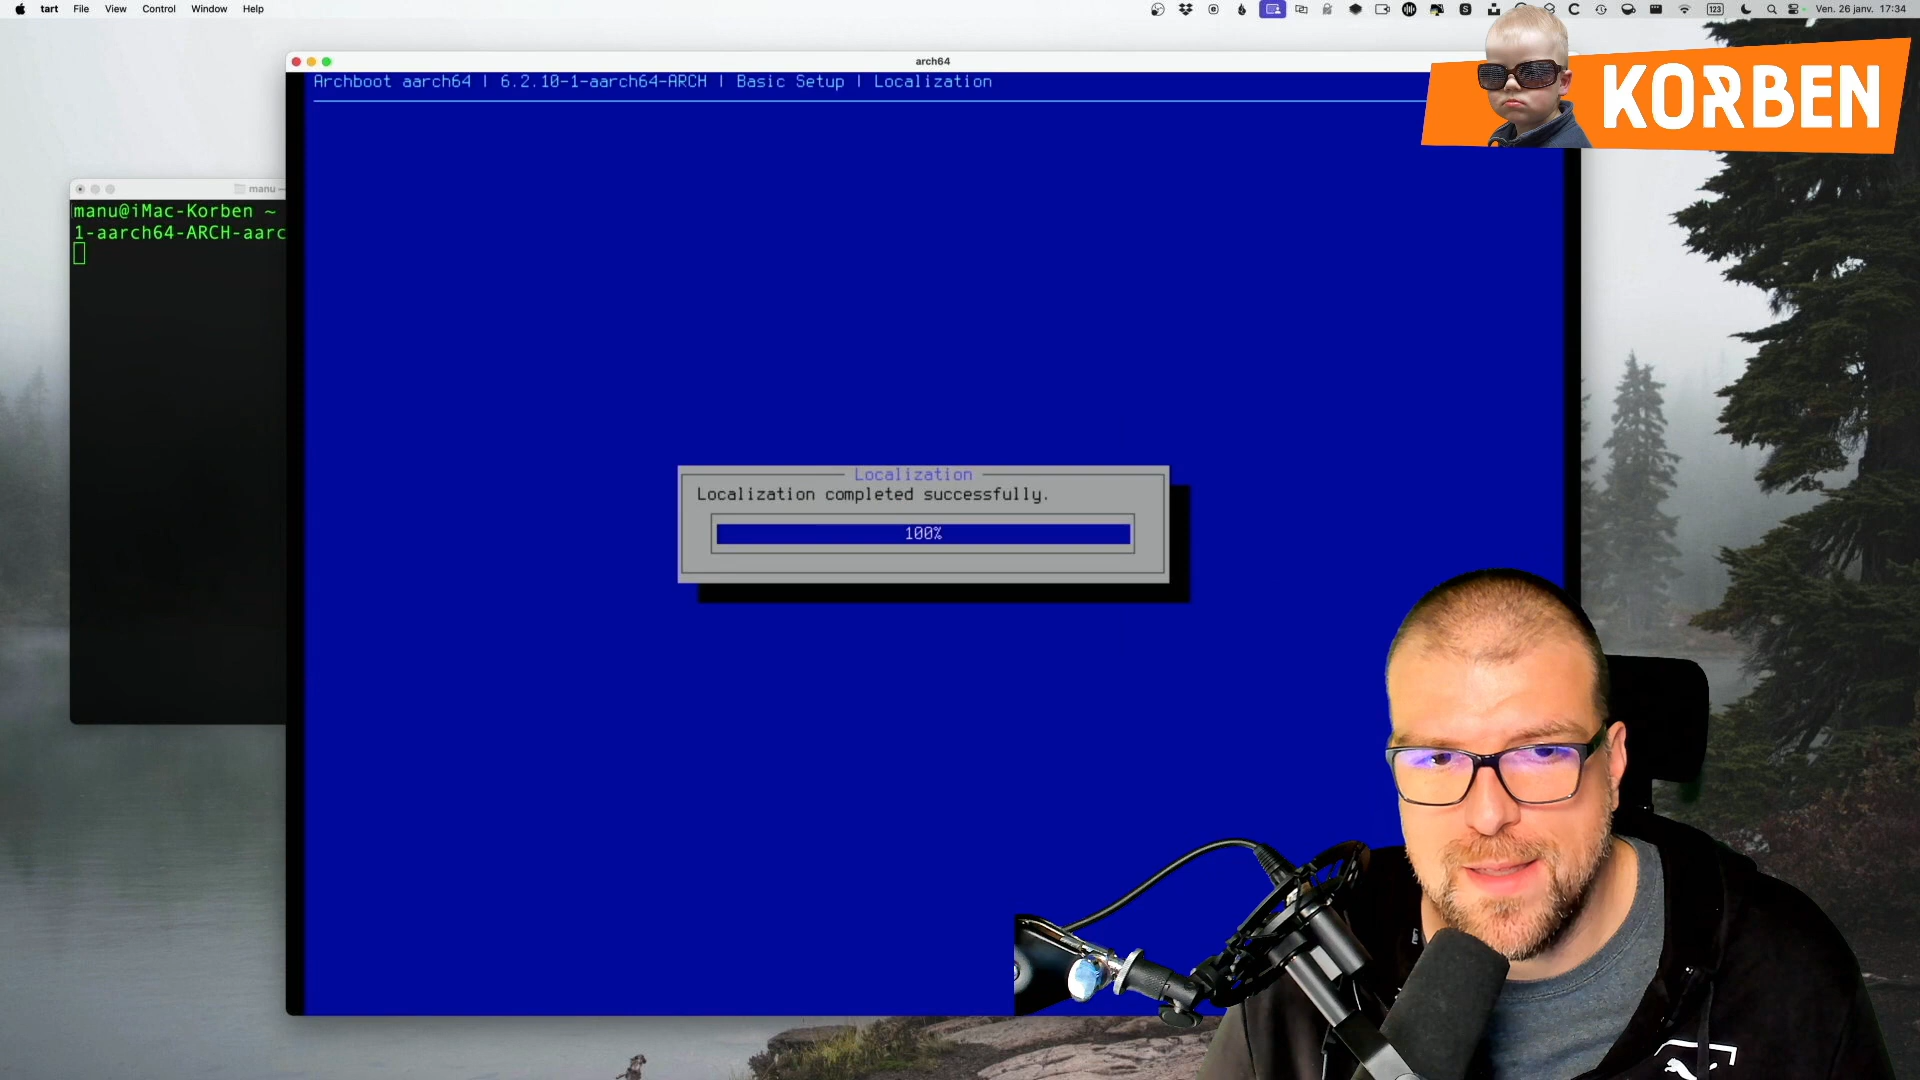 tart File View Control Window Help
123 Ven. 26 janv. 17:34
arch64
Archboot aarch64 | 6.2.10-1-aarch64-ARCH | Basic Setup | Localization
KORBEN
manu —
manu@iMac-Korben ~
1-aarch64-ARCH-aarc
Localization
Localization completed successfully.
100%